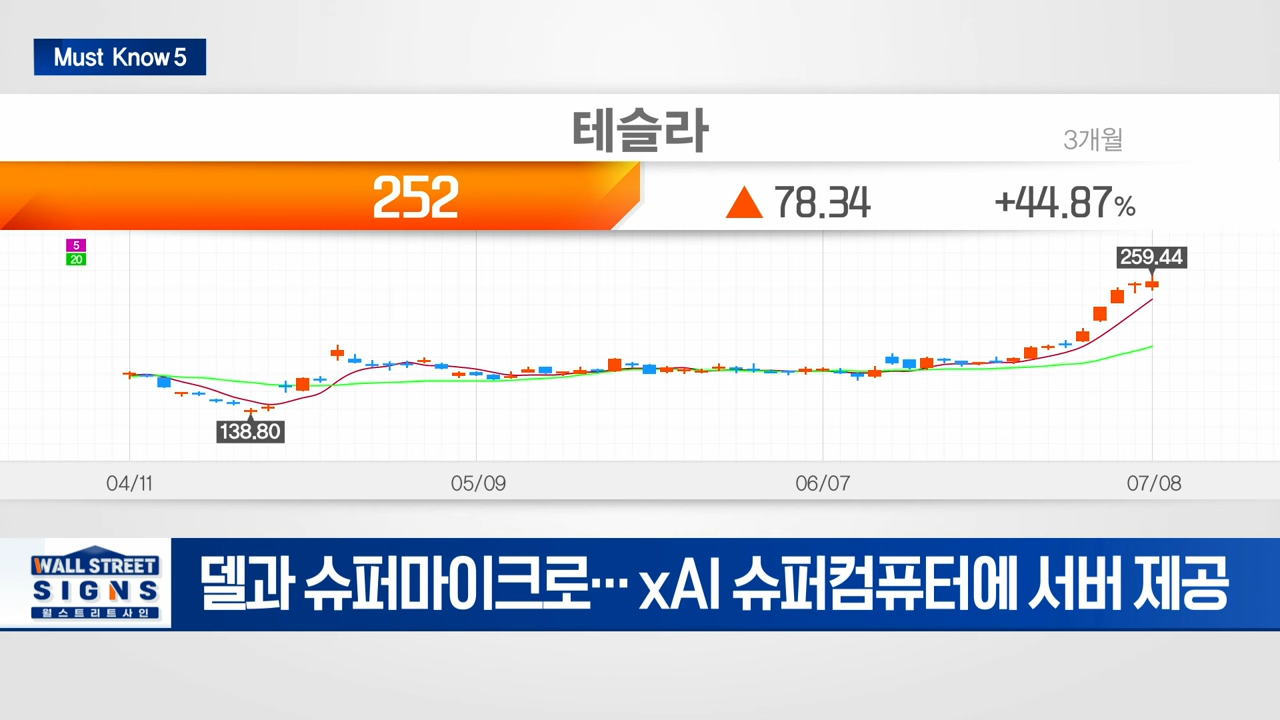 Must Know 5
테슬라
3개월
252
▲ 78.34
+44.87%
5
20
259.44
138.80
04/11
05/09
06/07
07/08
WALL STREET
SIGNS
월스트리트사인
델과 슈퍼마이크로… xAI 슈퍼컴퓨터에 서버 제공